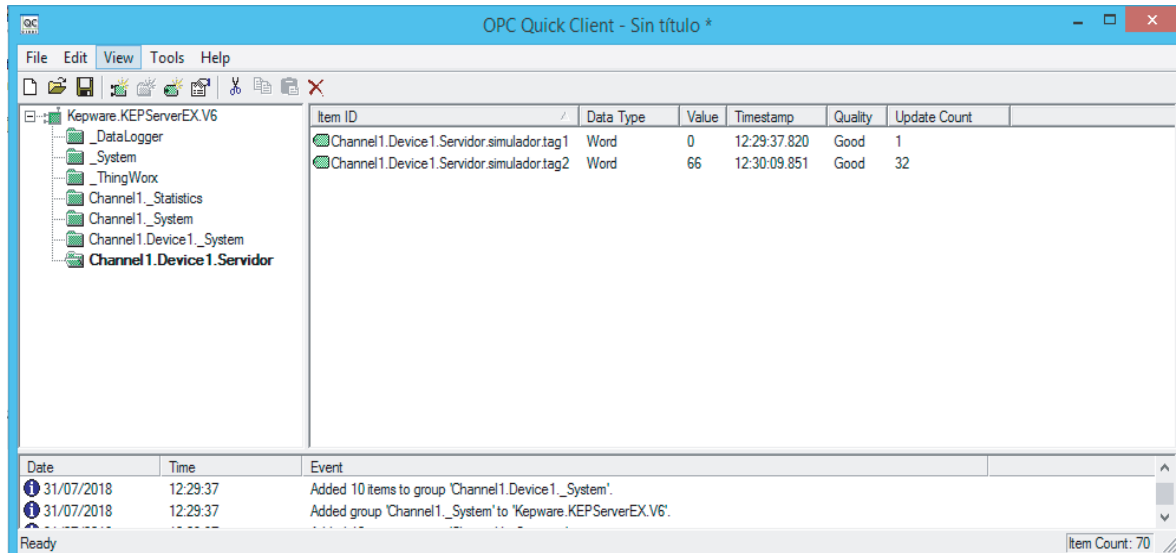 OPC Quick Client - Sin título *
File Edit View Tools Help
Kepware.KEPServerEX.V6
_DataLogger
_System
_ThingWorx
Channel1._Statistics
Channel1._System
Channel1.Device1._System
Channel1.Device1.Servidor
Item ID Data Type Value Timestamp Quality Update Count
Channel1.Device1.Servidor.simulador.tag1 Word 0 12:29:37.820 Good 1
Channel1.Device1.Servidor.simulador.tag2 Word 66 12:30:09.851 Good 32
Date Time Event
31/07/2018 12:29:37 Added 10 items to group 'Channel1.Device1._System'.
31/07/2018 12:29:37 Added group 'Channel1._System' to 'Kepware.KEPServerEX.V6'.
Ready Item Count: 70